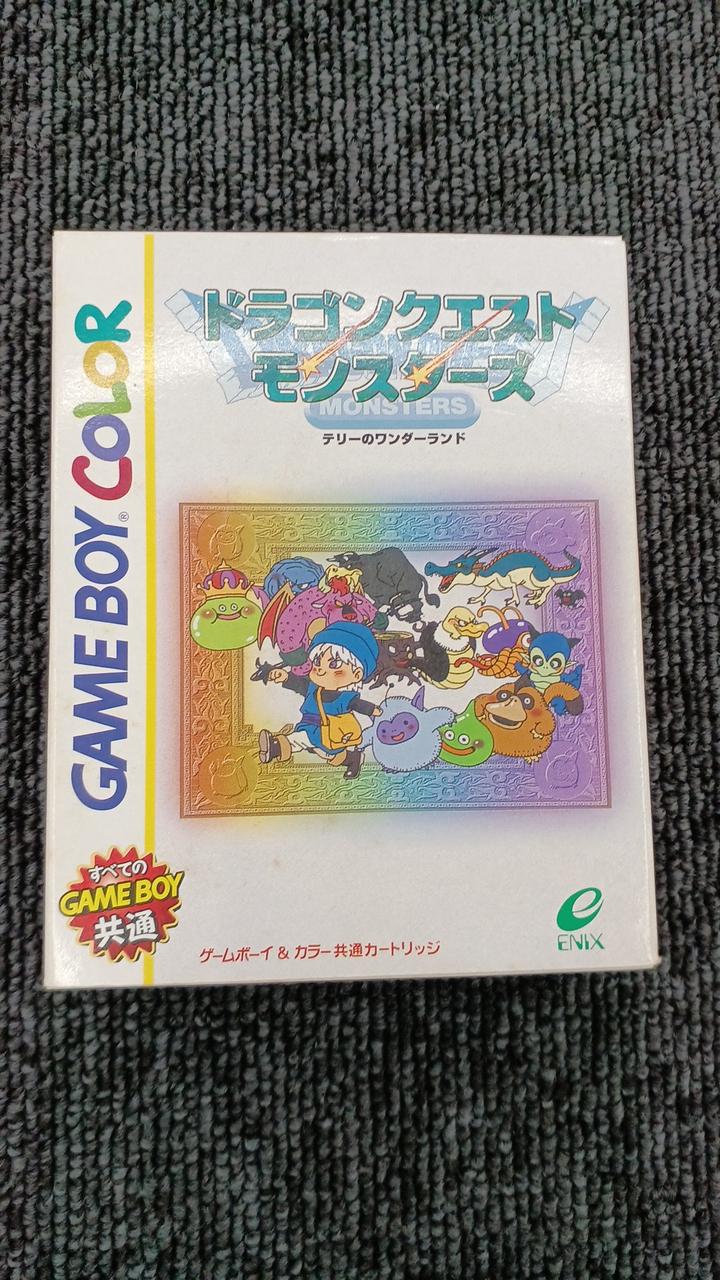 GAME BOY COLOR
ドラゴンクエスト
モンスターズ
MONSTERS
テリーのワンダーランド
すべての
GAME BOY
共通
ゲームボーイ & カラー共通カートリッジ
ENIX